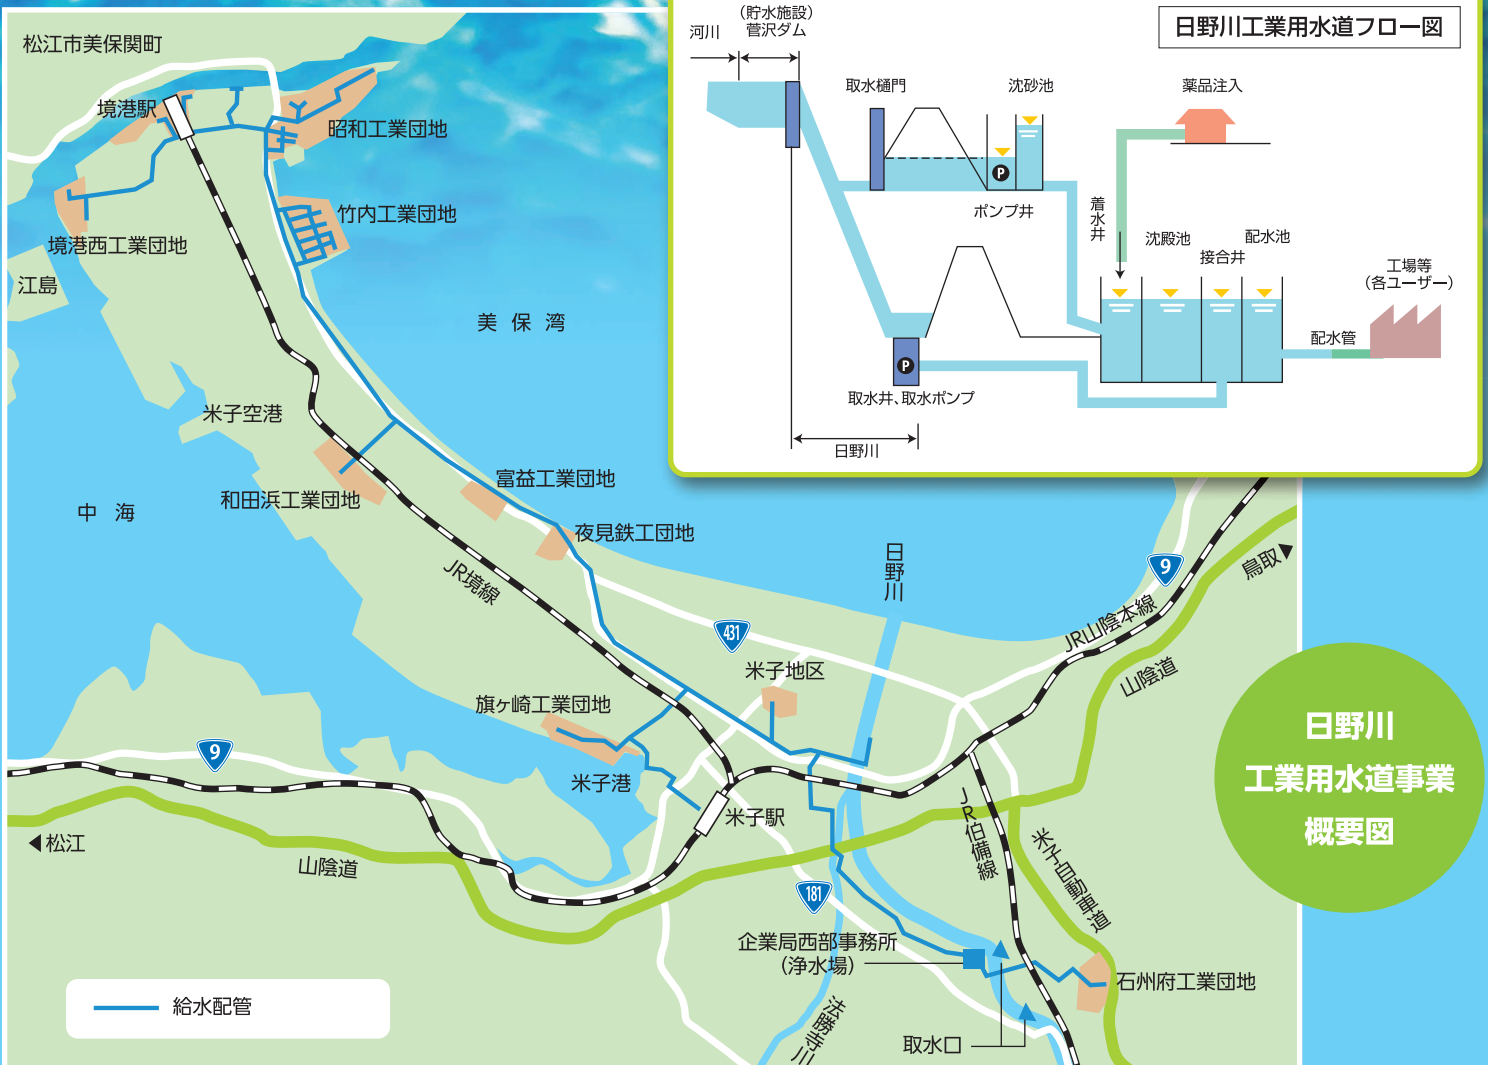 松江市美保関町
境港駅
昭和工業団地
竹内工業団地
境港西工業団地
江島
美保湾
米子空港
中海
和田浜工業団地
富益工業団地
夜見鉄工団地
JR境線
日野川
431
米子地区
旗ヶ崎工業団地
米子港
米子駅
9
松江
山陰道
9
鳥取
JR山陰本線
山陰道
JR伯備線
米子自動車道
181
企業局西部事務所
(浄水場)
石州府工業団地
取水口
法勝寺川
給水配管
日野川工業用水道フロー図
河川
(貯水施設)
菅沢ダム
取水樋門
沈砂池
薬品注入
P
ポンプ井
着水井
沈殿池
接合井
配水池
工場等
(各ユーザー)
配水管
P
取水井、取水ポンプ
日野川
日野川
工業用水道事業
概要図